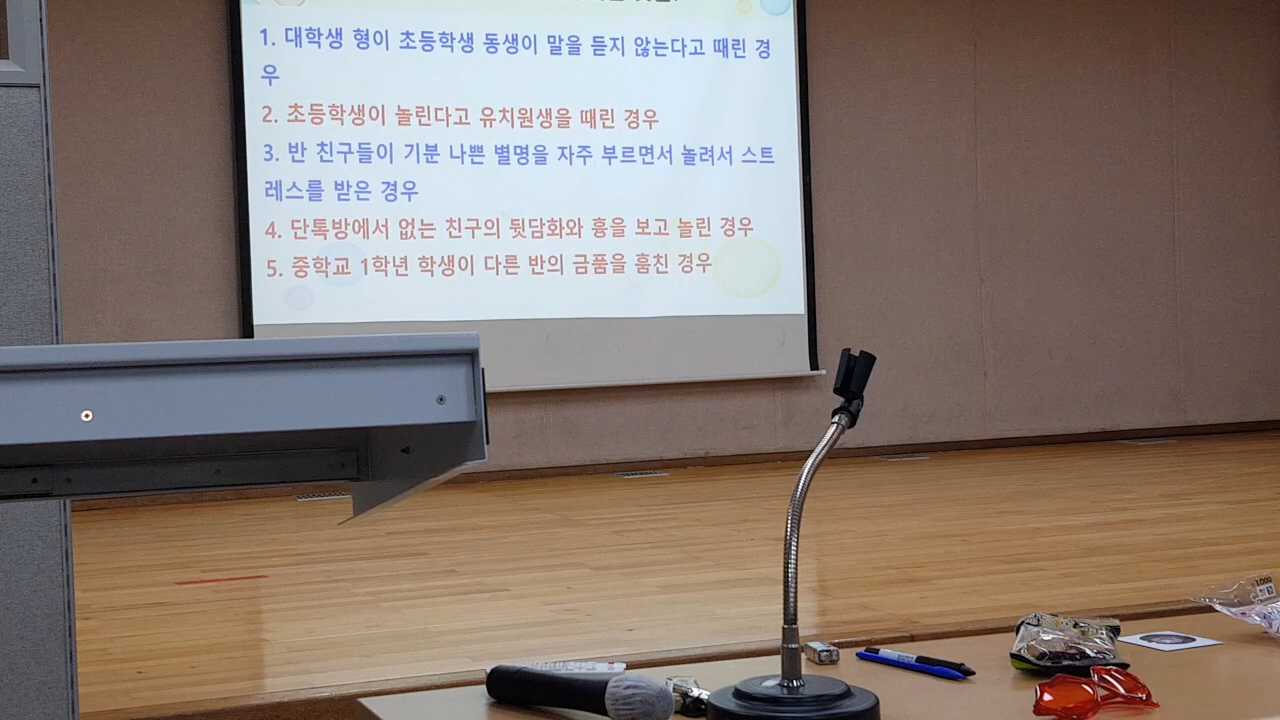 1. 대학생 형이 초등학생 동생이 말을 듣지 않는다고 때린 경
우
2. 초등학생이 놀린다고 유치원생을 때린 경우
3. 반 친구들이 기분 나쁜 별명을 자주 부르면서 놀려서 스트
레스를 받은 경우
4. 단톡방에서 없는 친구의 뒷담화와 흉을 보고 놀린 경우
5. 중학교 1학년 학생이 다른 반의 금품을 훔친 경우
1,000